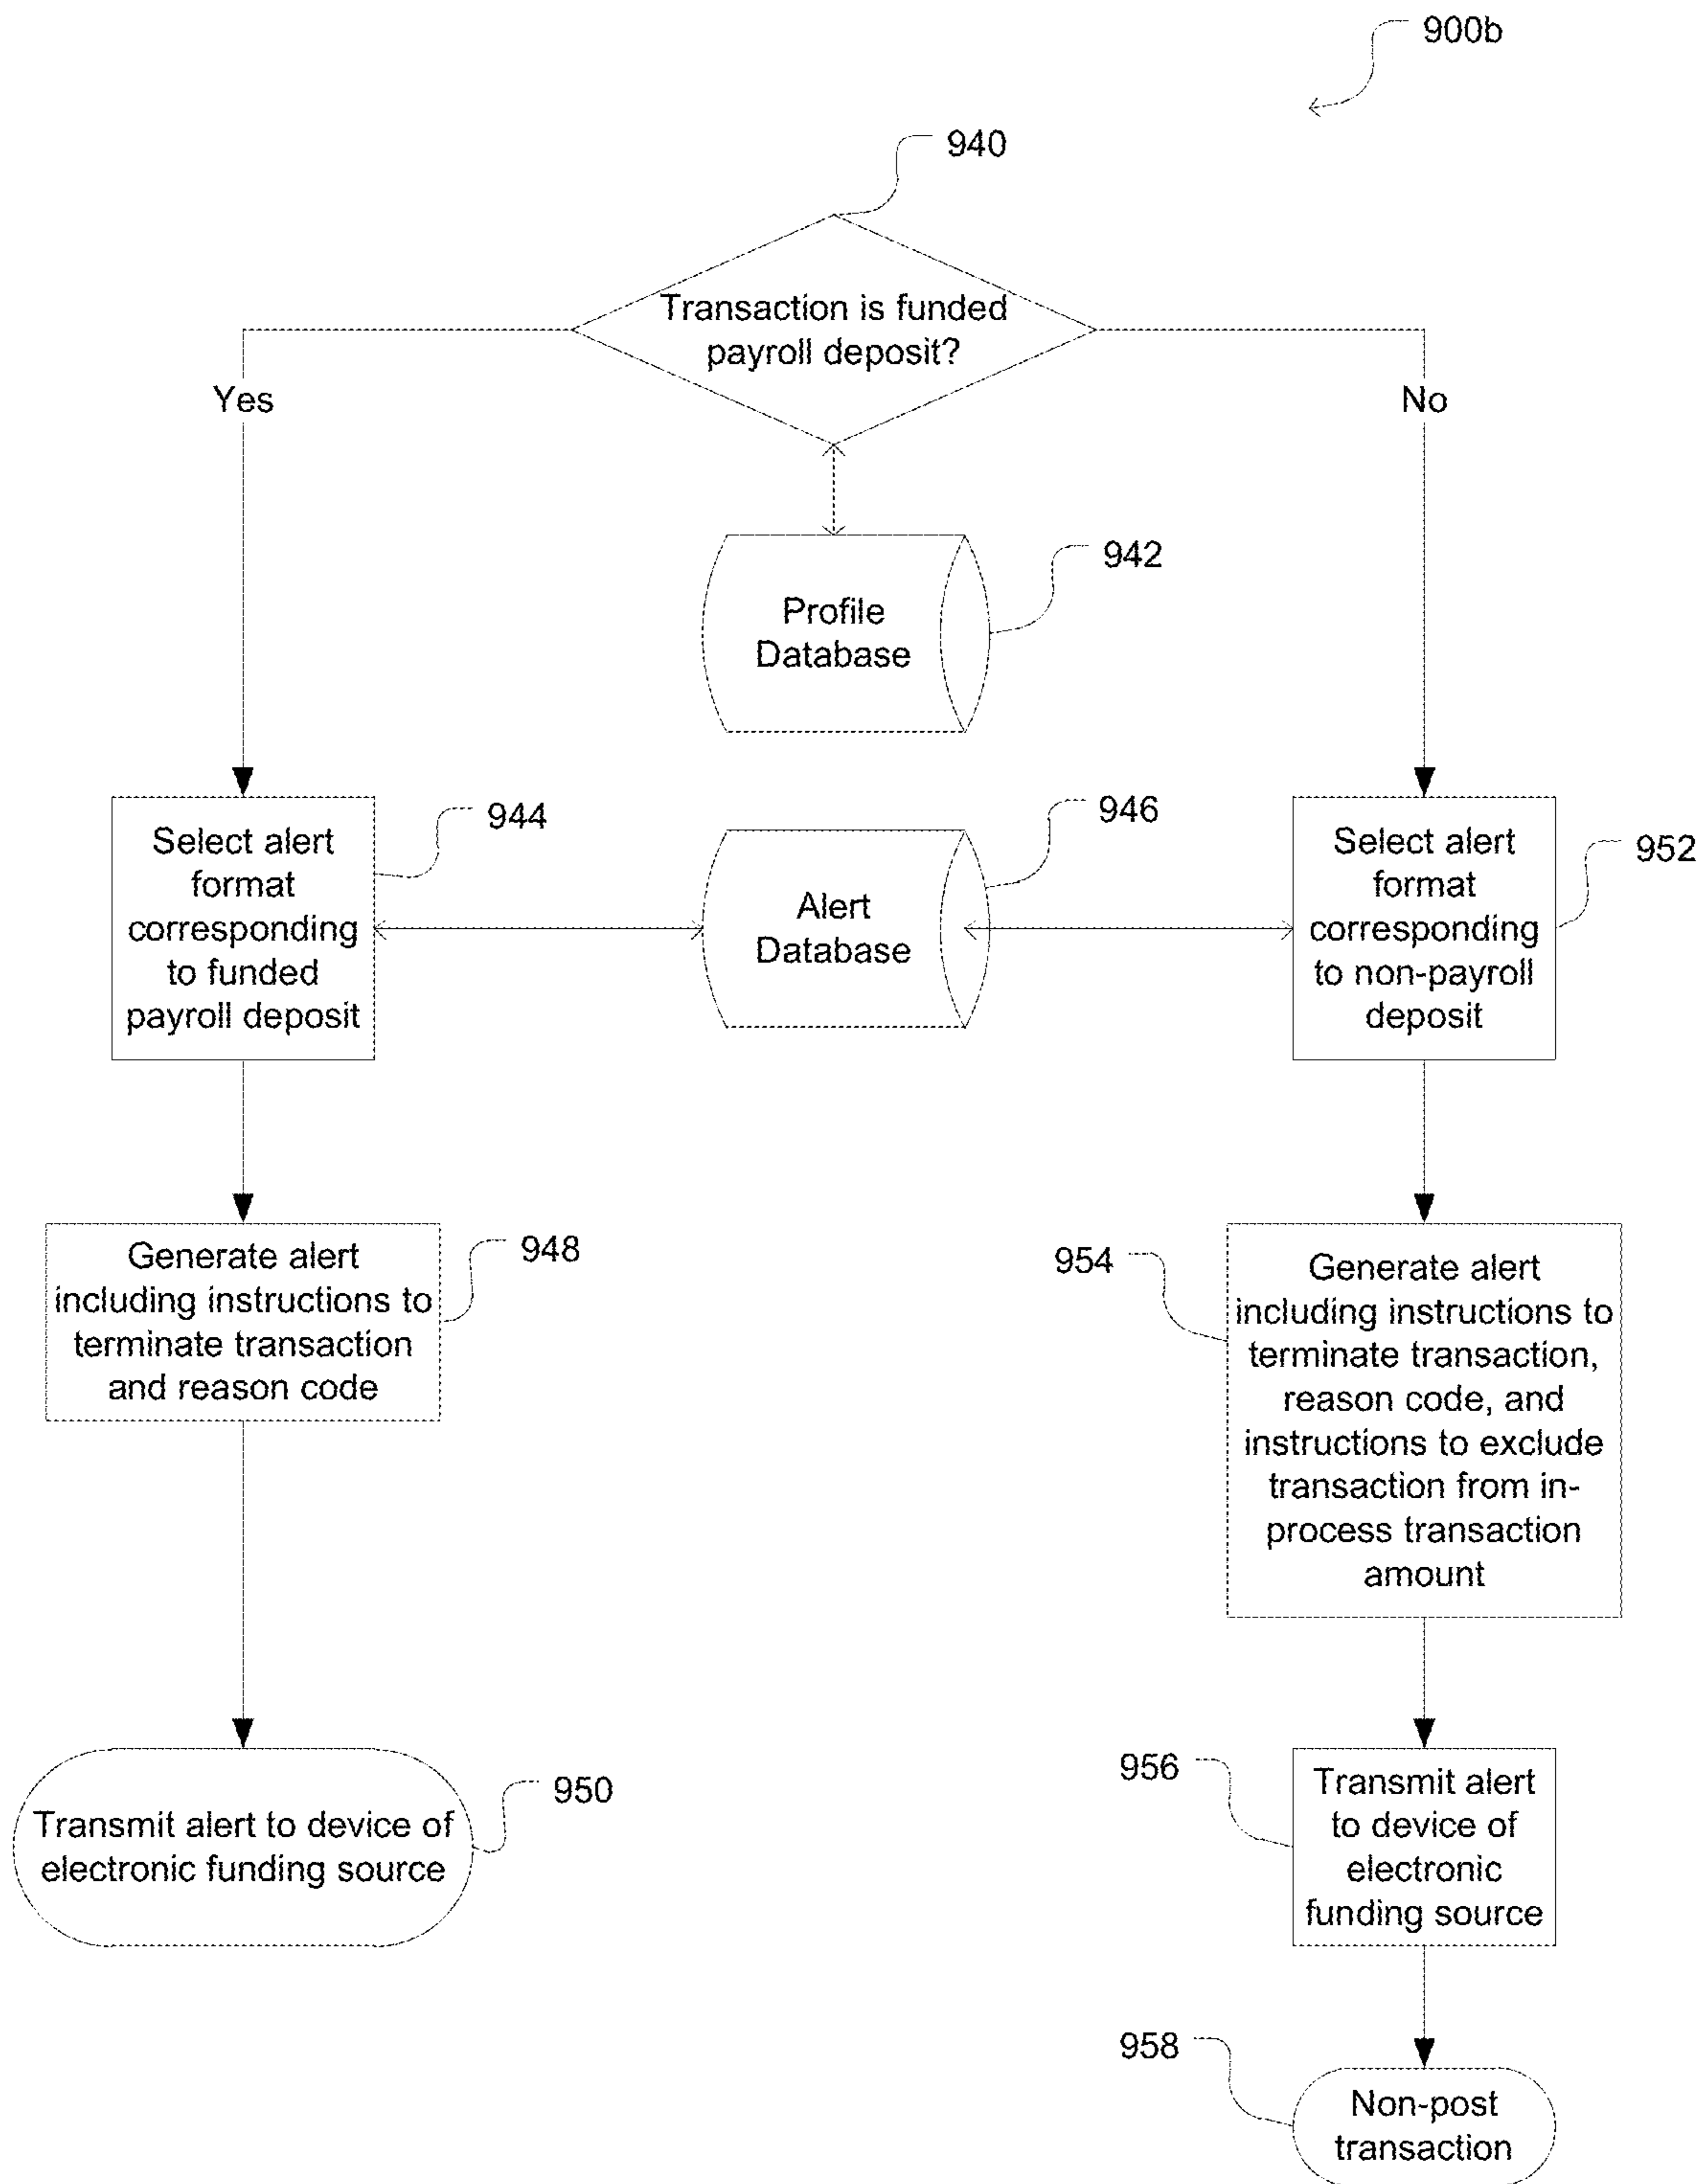 900b
940
Transaction is funded
payroll deposit?
Yes
No
942
Profile
Database
944
946
952
Select alert
format
corresponding
to funded
payroll deposit
Alert
Database
Select alert
format
corresponding
to non-payroll
deposit
948
Generate alert
including instructions to
terminate transaction
and reason code
954
Generate alert
including instructions to
terminate transaction,
reason code, and
instructions to exclude
transaction from in-
process transaction
amount
950
Transmit alert to device of
electronic funding source
956
Transmit alert
to device of
electronic
funding source
958
Non-post
transaction